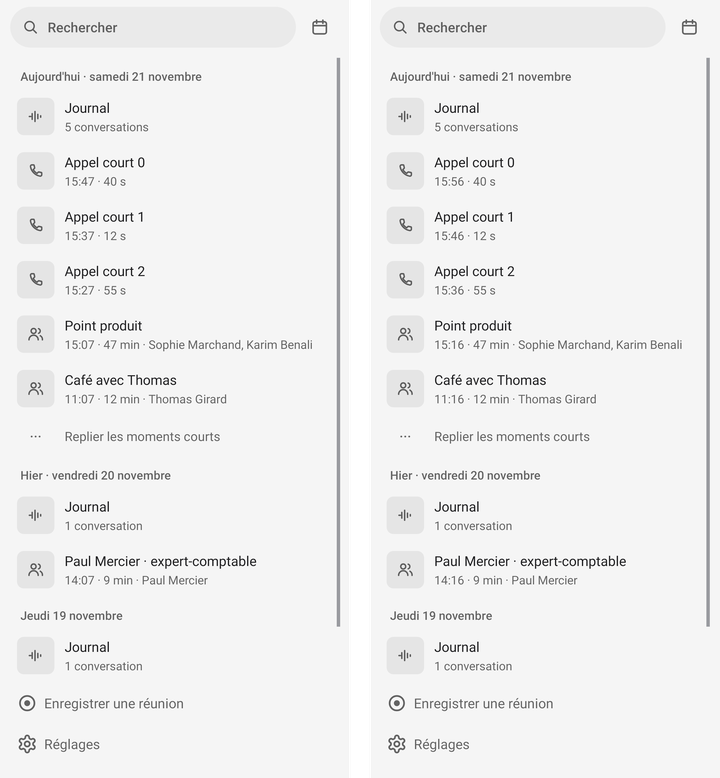 Rechercher
Aujourd'hui · samedi 21 novembre
Journal
5 conversations
Appel court 0
15:47 · 40 s
Appel court 1
15:37 · 12 s
Appel court 2
15:27 · 55 s
Point produit
15:07 · 47 min · Sophie Marchand, Karim Benali
Café avec Thomas
11:07 · 12 min · Thomas Girard
Replier les moments courts
Hier · vendredi 20 novembre
Journal
1 conversation
Paul Mercier · expert-comptable
14:07 · 9 min · Paul Mercier
Jeudi 19 novembre
Journal
1 conversation
Enregistrer une réunion
Réglages
Rechercher
Aujourd'hui · samedi 21 novembre
Journal
5 conversations
Appel court 0
15:56 · 40 s
Appel court 1
15:46 · 12 s
Appel court 2
15:36 · 55 s
Point produit
15:16 · 47 min · Sophie Marchand, Karim Benali
Café avec Thomas
11:16 · 12 min · Thomas Girard
Replier les moments courts
Hier · vendredi 20 novembre
Journal
1 conversation
Paul Mercier · expert-comptable
14:16 · 9 min · Paul Mercier
Jeudi 19 novembre
Journal
1 conversation
Enregistrer une réunion
Réglages